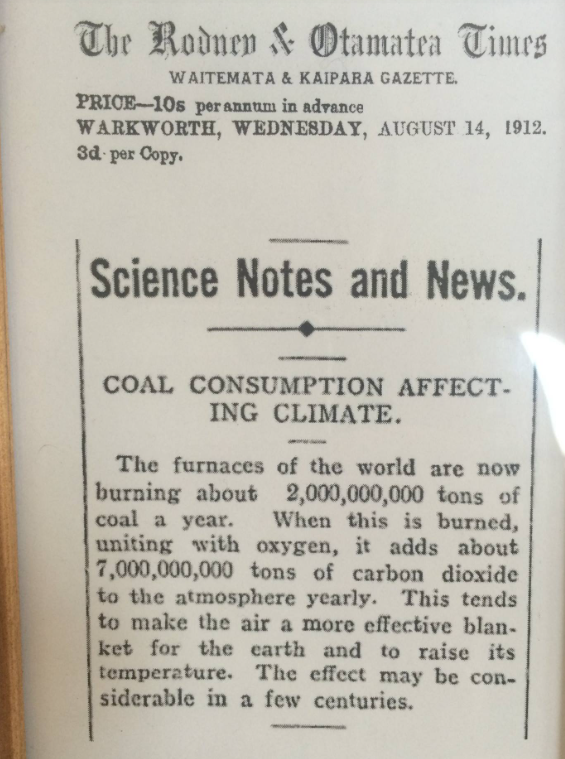 The Rodney & Otamatea Times
WAITEMATA & KAIPARA GAZETTE.
PRICE—10s per annum in advance
WARKWORTH, WEDNESDAY, AUGUST 14, 1912.
3d per Copy.
Science Notes and News.
COAL CONSUMPTION AFFECT-
ING CLIMATE.
The furnaces of the world are now
burning about 2,000,000,000 tons of
coal a year. When this is burned,
uniting with oxygen, it adds about
7,000,000,000 tons of carbon dioxide
to the atmosphere yearly. This tends
to make the air a more effective blan-
ket for the earth and to raise its
temperature. The effect may be con-
siderable in a few centuries.